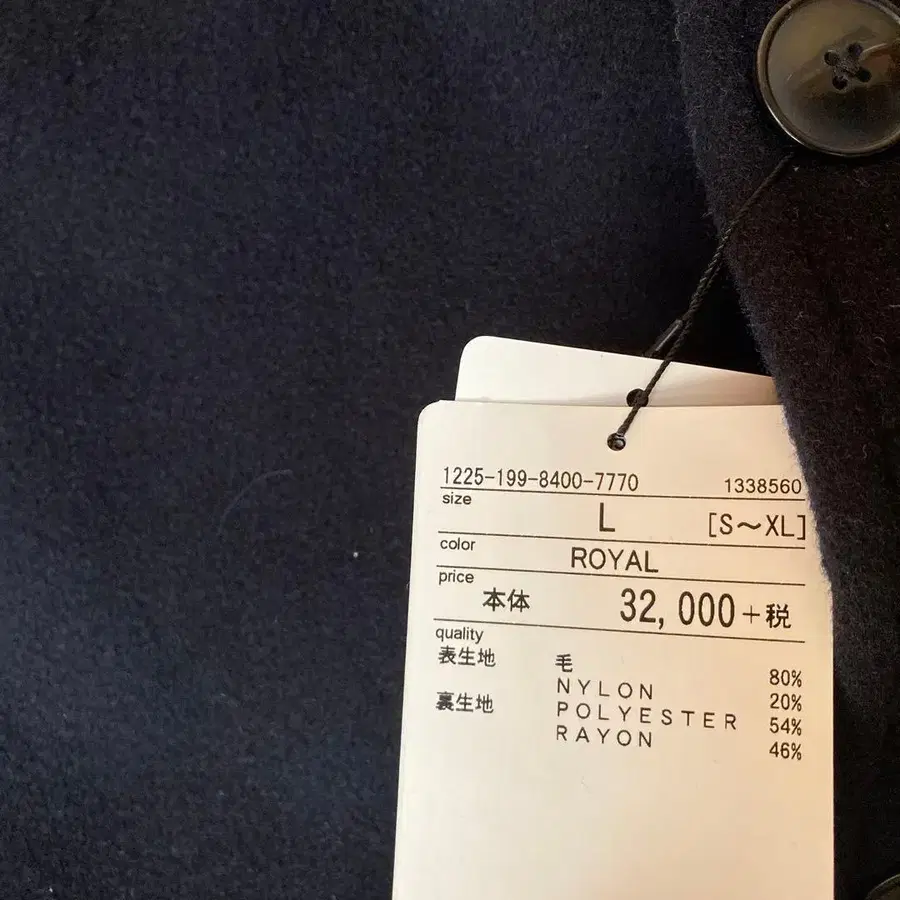 1225-199-8400-7770 1338560
size
L [S～XL]
color
ROYAL
price
本体 32,000+税
quality
表生地 毛 80%
NYLON 20%
裏生地 POLYESTER 54%
RAYON 46%